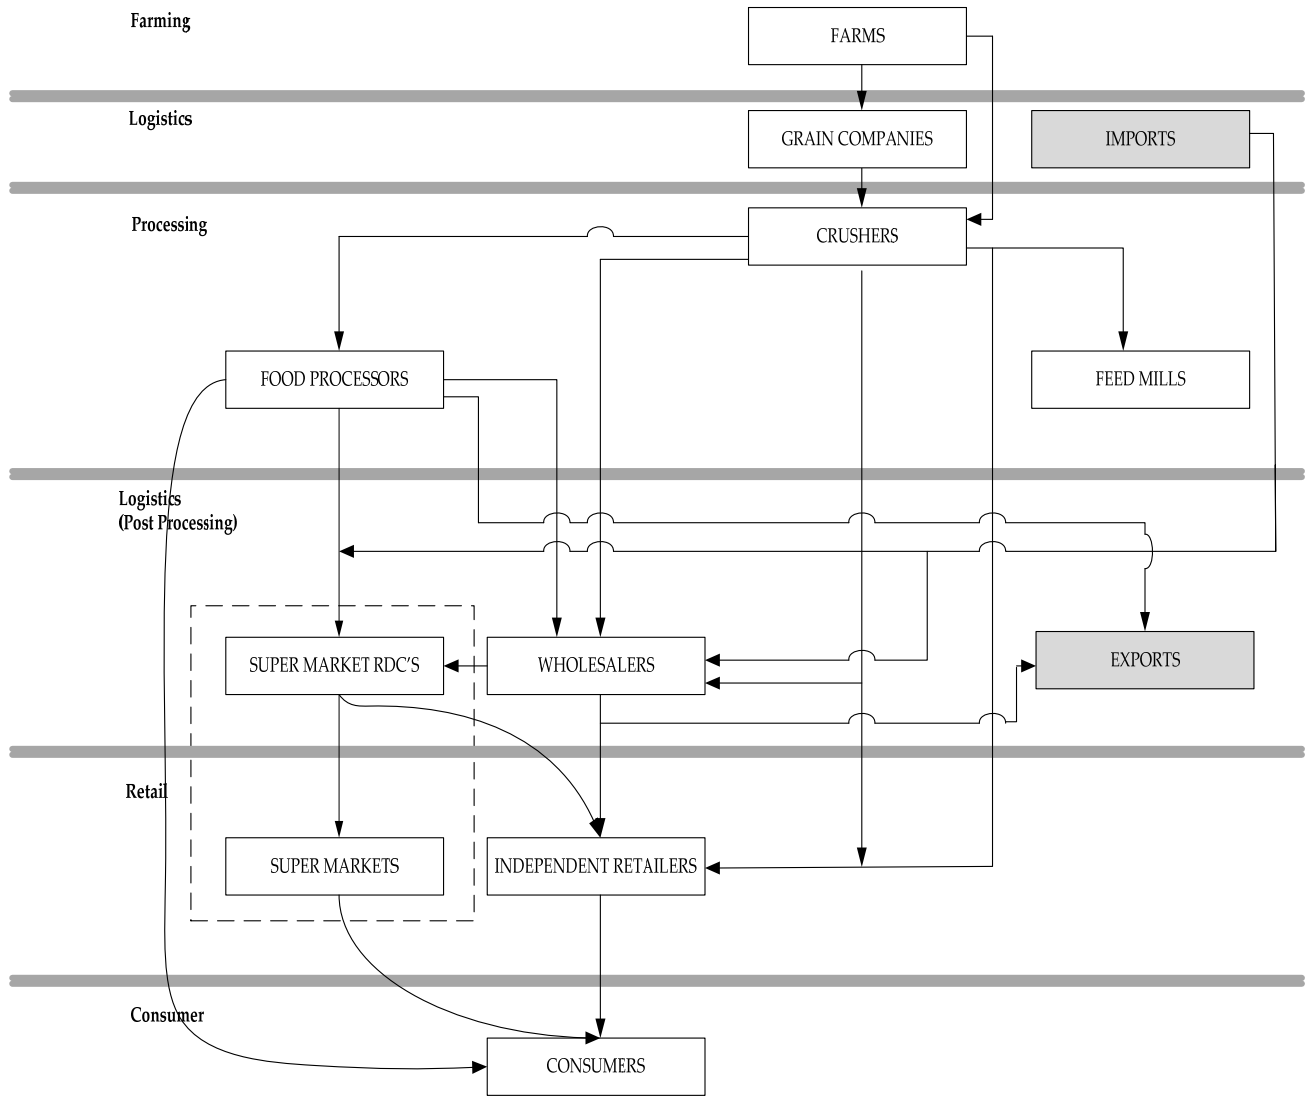 Farming
FARMS
Logistics
GRAIN COMPANIES
IMPORTS
Processing
CRUSHERS
FOOD PROCESSORS
FEED MILLS
Logistics
(Post Processing)
SUPER MARKET RDC'S
WHOLESALERS
EXPORTS
Retail
SUPER MARKETS
INDEPENDENT RETAILERS
Consumer
CONSUMERS